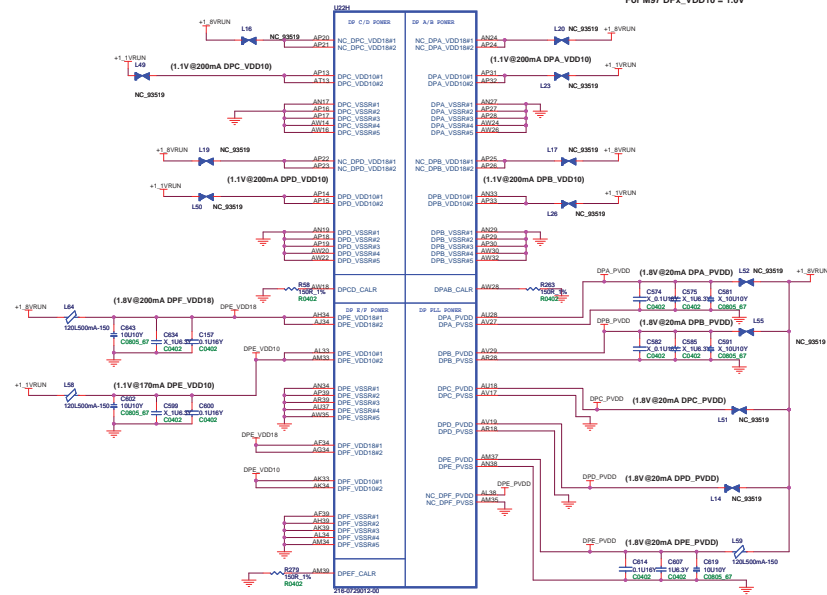 For M97 DPX_VDD10 = 1.0V
U22H
DP C/D POWER
DP A/B POWER
+1_8VRUN
L16
NC_93519
AP20
AP21
NC_DPC_VDD18#1
NC_DPC_VDD18#2
NC_DPA_VDD18#1
NC_DPA_VDD18#2
AN24
AP24
L20
NC_93519
+1_8VRUN
+1_1VRUN
L49
NC_93519
(1.1V@200mA DPC_VDD10)
AP13
AT13
DPC_VDD10#1
DPC_VDD10#2
DPA_VDD10#1
DPA_VDD10#2
AP31
AP32
(1.1V@200mA DPA_VDD10)
L23
NC_93519
+1_1VRUN
AN17
AP16
AP17
AW14
AW16
DPC_VSSR#1
DPC_VSSR#2
DPC_VSSR#3
DPC_VSSR#4
DPC_VSSR#5
DPA_VSSR#1
DPA_VSSR#2
DPA_VSSR#3
DPA_VSSR#4
DPA_VSSR#5
AN27
AP27
AP28
AW24
AW26
+1_8VRUN
L19
NC_93519
AP22
AP23
NC_DPD_VDD18#1
NC_DPD_VDD18#2
NC_DPB_VDD18#1
NC_DPB_VDD18#2
AP25
AP26
L17
NC_93519
+1_8VRUN
(1.1V@200mA DPD_VDD10)
+1_1VRUN
L50
NC_93519
AP14
AP15
DPD_VDD10#1
DPD_VDD10#2
DPB_VDD10#1
DPB_VDD10#2
AN33
AP33
(1.1V@200mA DPB_VDD10)
L26
NC_93519
+1_1VRUN
AN19
AP18
AP19
AW20
AW22
DPD_VSSR#1
DPD_VSSR#2
DPD_VSSR#3
DPD_VSSR#4
DPD_VSSR#5
DPB_VSSR#1
DPB_VSSR#2
DPB_VSSR#3
DPB_VSSR#4
DPB_VSSR#5
AN29
AP29
AP30
AW30
AW32
R58
150R_1%
R0402
AW18
DPCD_CALR
DPAB_CALR
AW28
R263
150R_1%
R0402
DP E/F POWER
DP PLL POWER
+1_8VRUN
L64
120L500mA-150
(1.8V@200mA DPF_VDD18)
DPE_VDD18
C643
10U10Y
C0805_67
C634
X_1U6.3Y
C0402
C157
0.1U16Y
C0402
AH34
AJ34
DPE_VDD18#1
DPE_VDD18#2
DPE_VDD10
AL33
AM33
DPE_VDD10#1
DPE_VDD10#2
+1_1VRUN
L58
120L500mA-150
(1.1V@170mA DPE_VDD10)
C602
10U10Y
C0805_67
C599
X_1U6.3Y
C0402
C600
0.1U16Y
C0402
AN34
AP39
AR39
AU37
AW35
DPE_VSSR#1
DPE_VSSR#2
DPE_VSSR#3
DPE_VSSR#4
DPE_VSSR#5
DPE_VDD18
AF34
AG34
DPF_VDD18#1
DPF_VDD18#2
DPE_VDD10
AK33
AK34
DPF_VDD10#1
DPF_VDD10#2
AF39
AH39
AK39
AL34
AM34
DPF_VSSR#1
DPF_VSSR#2
DPF_VSSR#3
DPF_VSSR#4
DPF_VSSR#5
R279
150R_1%
R0402
AM39
DPEF_CALR
216-0729012-00
DPA_PVDD
DPA_PVSS
AU28
AV27
DPA_PVDD
(1.8V@20mA DPA_PVDD)
L52
NC_93519
+1_8VRUN
C574
X_0.1U16Y
C0402
C575
X_1U6.3Y
C0402
C581
X_10U10Y
C0805_67
DPB_PVDD
DPB_PVSS
AV29
AR28
DPB_PVDD
(1.8V@20mA DPB_PVDD)
L55
NC_93519
C582
X_0.1U16Y
C0402
C585
X_1U6.3Y
C0402
C591
X_10U10Y
C0805_67
DPC_PVDD
DPC_PVSS
AU18
AV17
DPC_PVDD
(1.8V@20mA DPC_PVDD)
L51
NC_93519
DPD_PVDD
DPD_PVSS
AV19
AR18
DPD_PVDD
(1.8V@20mA DPD_PVDD)
L14
NC_93519
DPE_PVDD
DPE_PVSS
AM37
AN38
NC_DPF_PVDD
NC_DPF_PVSS
AL38
AM35
DPE_PVDD
DPE_PVDD
(1.8V@20mA DPE_PVDD)
L59
120L500mA-150
C614
0.1U16Y
C0402
C607
1U6.3Y
C0402
C619
10U10Y
C0805_67